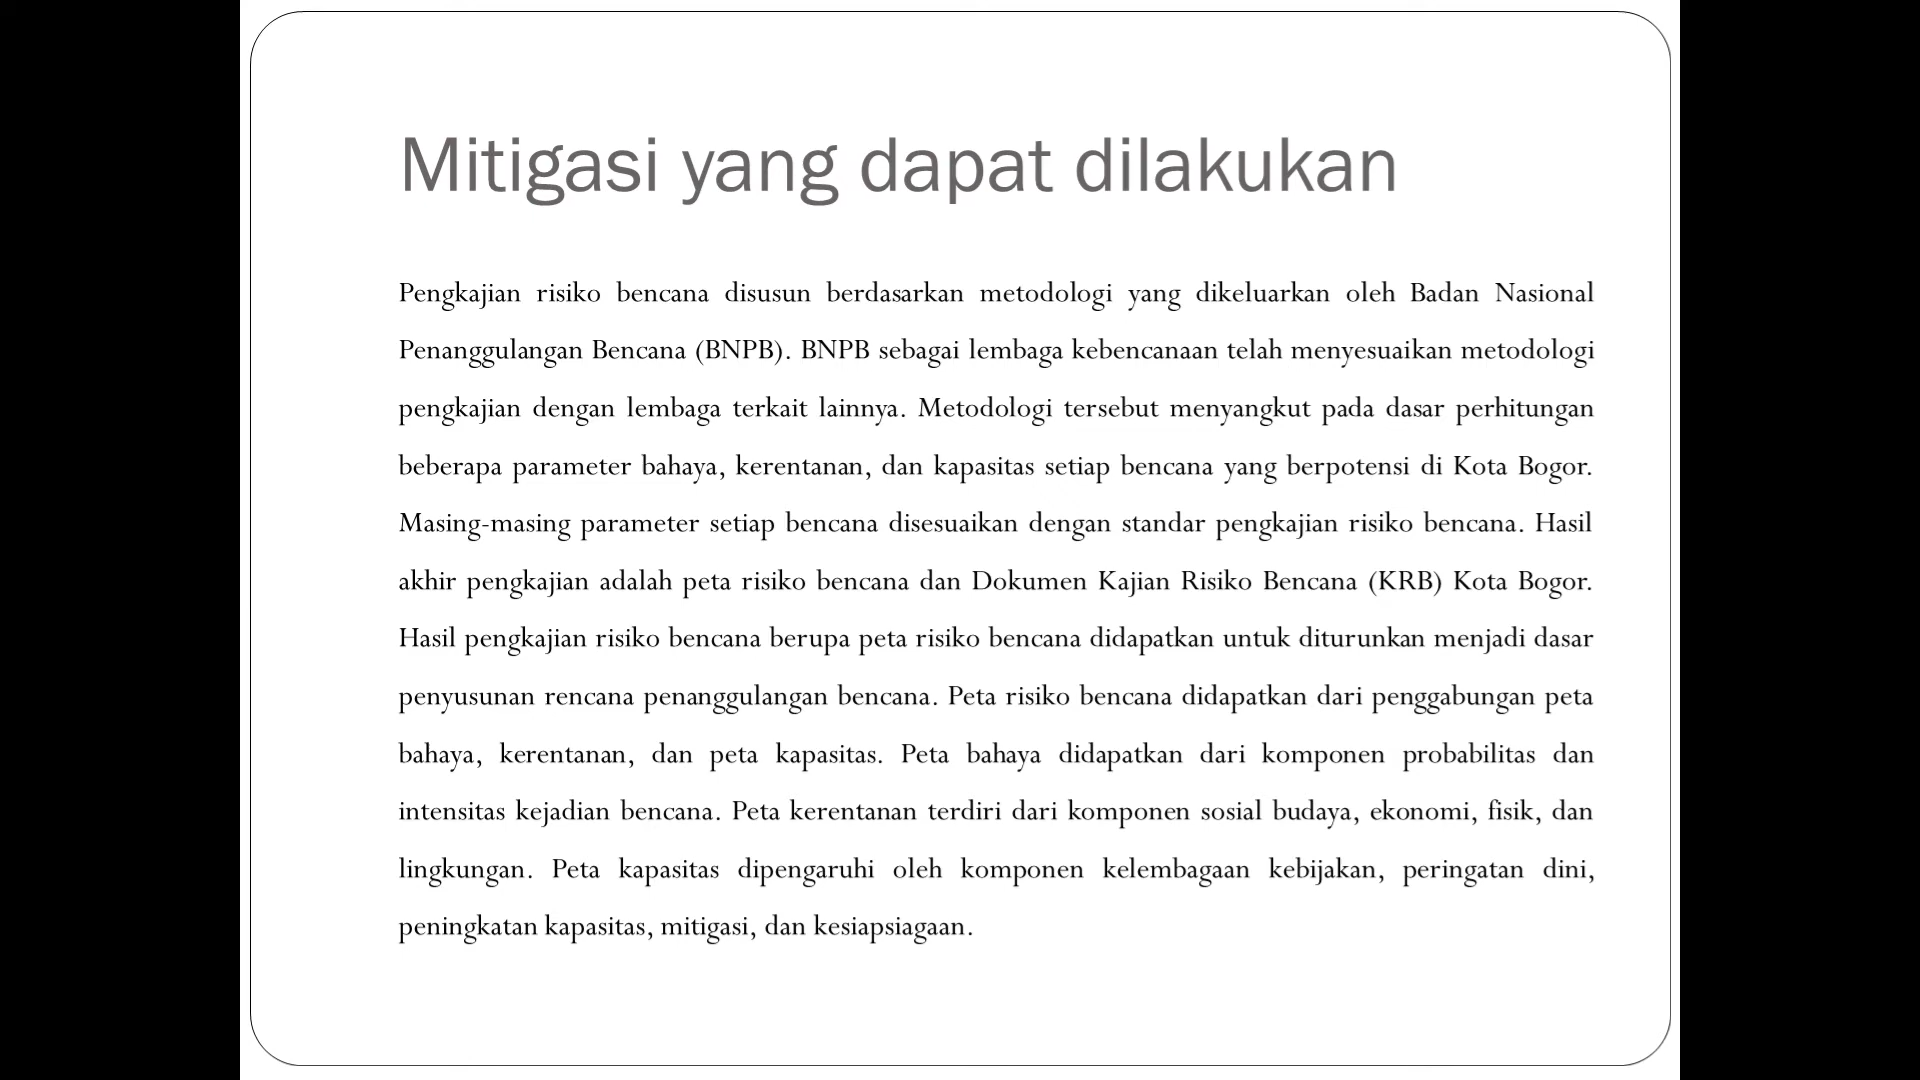 Mitigasi yang dapat dilakukan
Pengkajian risiko bencana disusun berdasarkan metodologi yang dikeluarkan oleh Badan Nasional
Penanggulangan Bencana (BNPB). BNPB sebagai lembaga kebencanaan telah menyesuaikan metodologi
pengkajian dengan lembaga terkait lainnya. Metodologi tersebut menyangkut pada dasar perhitungan
beberapa parameter bahaya, kerentanan, dan kapasitas setiap bencana yang berpotensi di Kota Bogor.
Masing-masing parameter setiap bencana disesuaikan dengan standar pengkajian risiko bencana. Hasil
akhir pengkajian adalah peta risiko bencana dan Dokumen Kajian Risiko Bencana (KRB) Kota Bogor.
Hasil pengkajian risiko bencana berupa peta risiko bencana didapatkan untuk diturunkan menjadi dasar
penyusunan rencana penanggulangan bencana. Peta risiko bencana didapatkan dari penggabungan peta
bahaya, kerentanan, dan peta kapasitas. Peta bahaya didapatkan dari komponen probabilitas dan
intensitas kejadian bencana. Peta kerentanan terdiri dari komponen sosial budaya, ekonomi, fisik, dan
lingkungan. Peta kapasitas dipengaruhi oleh komponen kelembagaan kebijakan, peringatan dini,
peningkatan kapasitas, mitigasi, dan kesiapsiagaan.